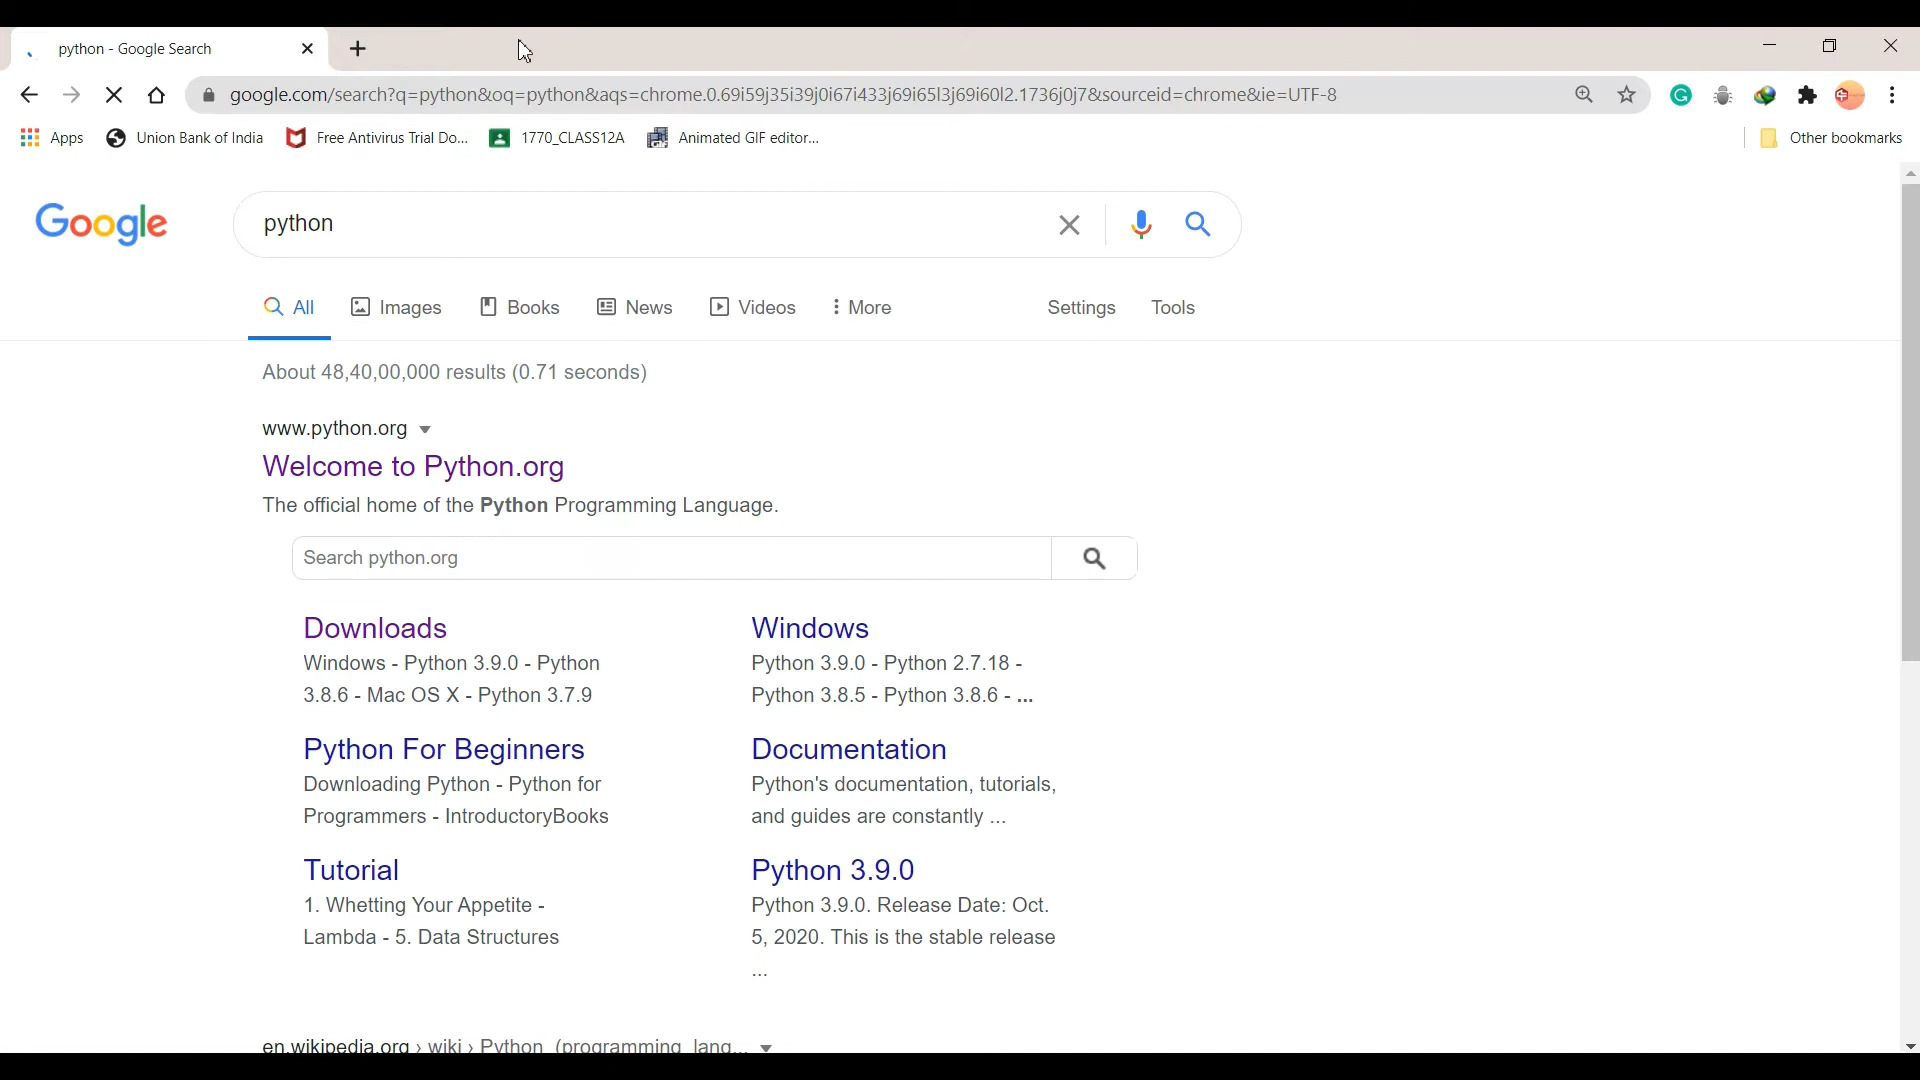 python - Google Search
google.com/search?q=python&oq=python&aqs=chrome.0.69i59j35i39j0i67i433j69i65l3j69i60l2.1736j0j7&sourceid=chrome&ie=UTF-8
Apps Union Bank of India Free Antivirus Trial Do... 1770_CLASS12A Animated GIF editor... Other bookmarks
Google python
All Images Books News Videos More Settings Tools
About 48,40,00,000 results (0.71 seconds)
www.python.org
Welcome to Python.org
The official home of the Python Programming Language.
Search python.org
Downloads
Windows - Python 3.9.0 - Python
3.8.6 - Mac OS X - Python 3.7.9
Windows
Python 3.9.0 - Python 2.7.18 -
Python 3.8.5 - Python 3.8.6 - ...
Python For Beginners
Downloading Python - Python for
Programmers - IntroductoryBooks
Documentation
Python's documentation, tutorials,
and guides are constantly ...
Tutorial
1. Whetting Your Appetite -
Lambda - 5. Data Structures
Python 3.9.0
Python 3.9.0. Release Date: Oct.
5, 2020. This is the stable release
...
en.wikipedia.org › wiki › Python_(programming_lang...